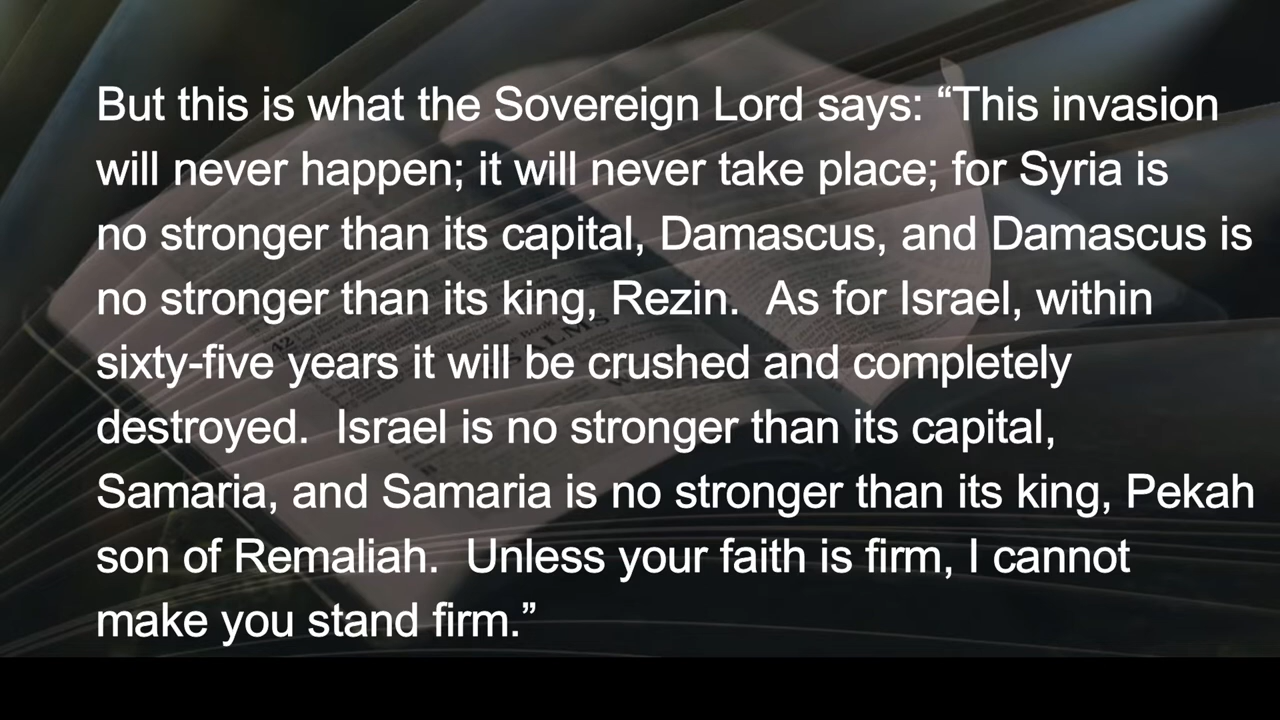 But this is what the Sovereign Lord says: “This invasion
will never happen; it will never take place; for Syria is
no stronger than its capital, Damascus, and Damascus is
no stronger than its king, Rezin.  As for Israel, within
sixty-five years it will be crushed and completely
destroyed.  Israel is no stronger than its capital,
Samaria, and Samaria is no stronger than its king, Pekah
son of Remaliah.  Unless your faith is firm, I cannot
make you stand firm.”